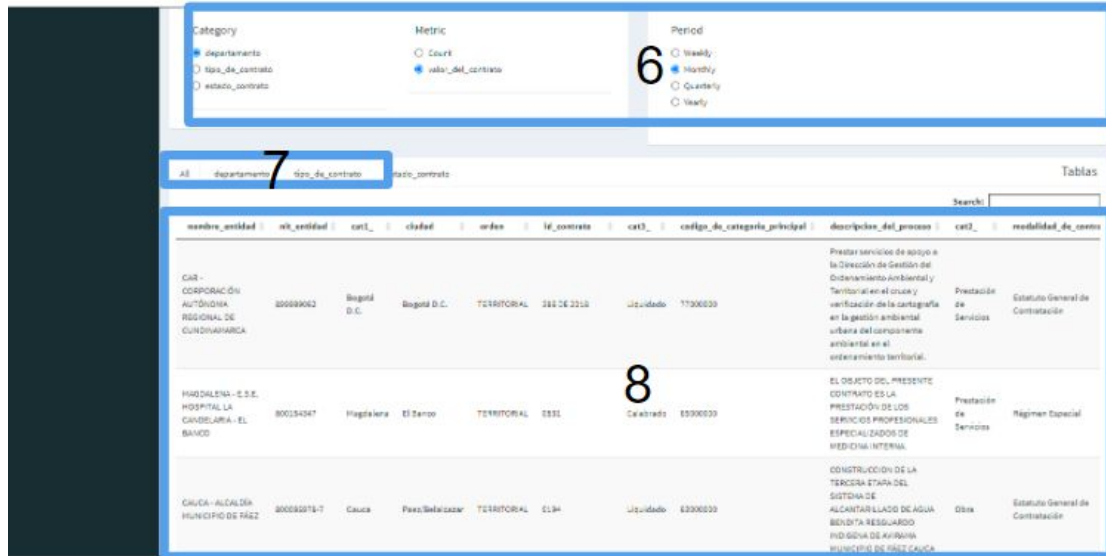 Category Metric Period
departamento Count Weekly
tipo_de_contrato valor_del_contrato 6 Monthly
estado_contrato Quarterly
Yearly
7
All departamento tipo_de_contrato tado_contrato Tablas
Search:
nombre_entidad nit_entidad cat1_ ciudad orden id_contrato cat3_ codigo_de_categoria_principal descripcion_del_proceso cat2_ modalidad_de_contra
Prestar servicios de apoyo a
la Dirección de Gestión del
CAR - Ordenamiento Ambiental y
CORPORACIÓN Territorial en el cruce y Prestación
AUTÓNOMA Bogotá verificación de la cartografía de Estatuto General de
REGIONAL DE D.C. Bogotá D.C. TERRITORIAL Liquidado 77000000 en la gestión ambiental Servicios Contratación
CUNDINAMARCA urbana del componente
ambiental en el
ordenamiento territorial.
8
EL OBJETO DEL PRESENTE
MAGDALENA - E.S.E. CONTRATO ES LA Prestación
HOSPITAL LA PRESTACIÓN DE LOS de
CANDELARIA - EL Magdalena El Banco TERRITORIAL Celebrado 85000000 SERVICIOS PROFESIONALES Servicios Régimen Especial
BANCO ESPECIALIZADOS DE
MEDICINA INTERNA.
CONSTRUCCION DE LA
TERCERA ETAPA DEL
SISTEMA DE
CAUCA - ALCALDÍA ALCANTARILLADO DE AGUA Estatuto General de
MUNICIPIO DE PÁEZ Cauca Paez/Belalcazar TERRITORIAL Liquidado BENDITA RESGUARDO Obra Contratación
INDIGENA DE AVIRAMA
MUNICIPIO DE PÁEZ CAUCA